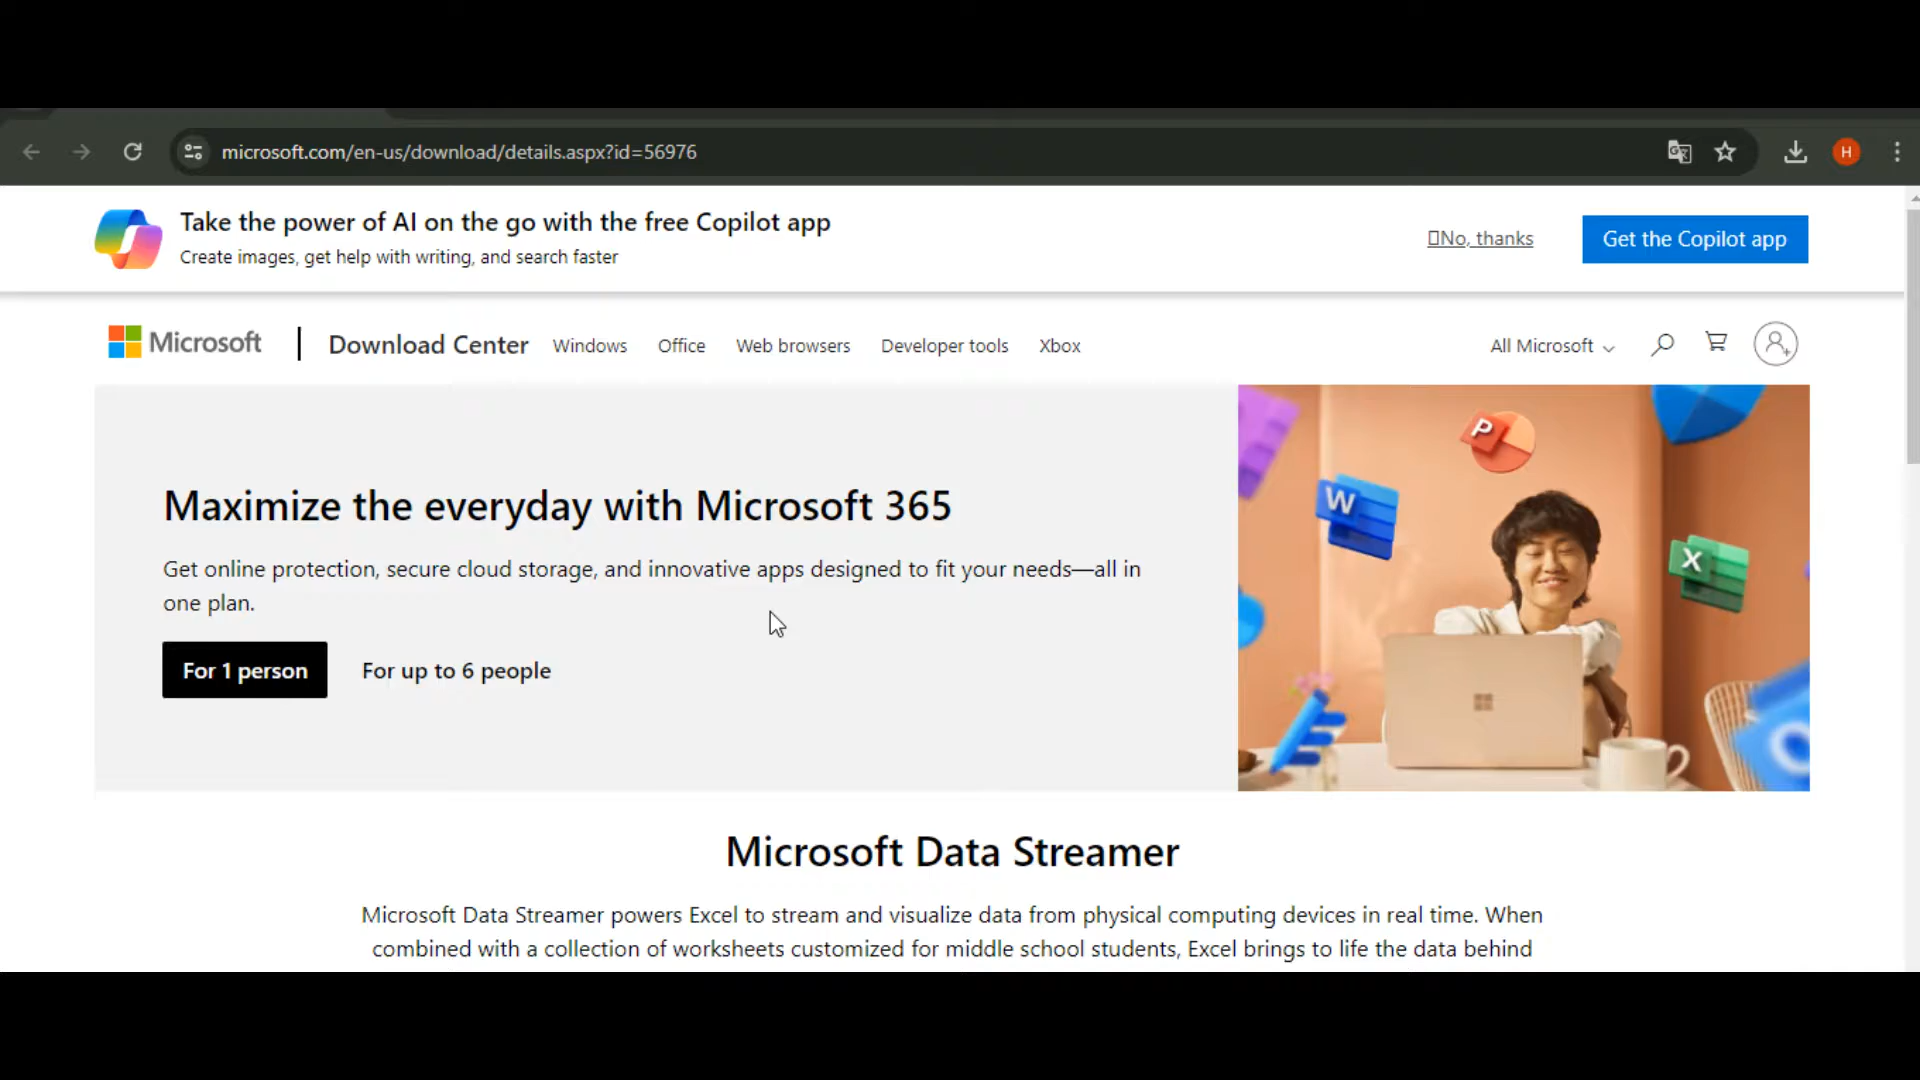 microsoft.com/en-us/download/details.aspx?id=56976
H
Take the power of AI on the go with the free Copilot app
Create images, get help with writing, and search faster
No, thanks
Get the Copilot app
Microsoft
Download Center
Windows
Office
Web browsers
Developer tools
Xbox
All Microsoft
Maximize the everyday with Microsoft 365
Get online protection, secure cloud storage, and innovative apps designed to fit your needs—all in
one plan.
For 1 person
For up to 6 people
P
W
X
O
Microsoft Data Streamer
Microsoft Data Streamer powers Excel to stream and visualize data from physical computing devices in real time. When
combined with a collection of worksheets customized for middle school students, Excel brings to life the data behind